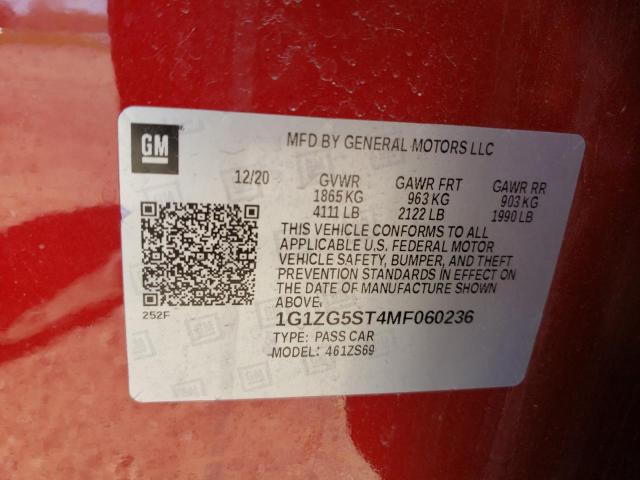 GM
MFD BY GENERAL MOTORS LLC
12/20 GVWR GAWR FRT GAWR RR
1865 KG 963 KG 903 KG
4111 LB 2122 LB 1990 LB
THIS VEHICLE CONFORMS TO ALL
APPLICABLE U.S. FEDERAL MOTOR
VEHICLE SAFETY, BUMPER, AND THEFT
PREVENTION STANDARDS IN EFFECT ON
THE DATE OF MANUFACTURE SHOWN
ABOVE.
252F
1G1ZG5ST4MF060236
TYPE: PASS CAR
MODEL: 461ZS69